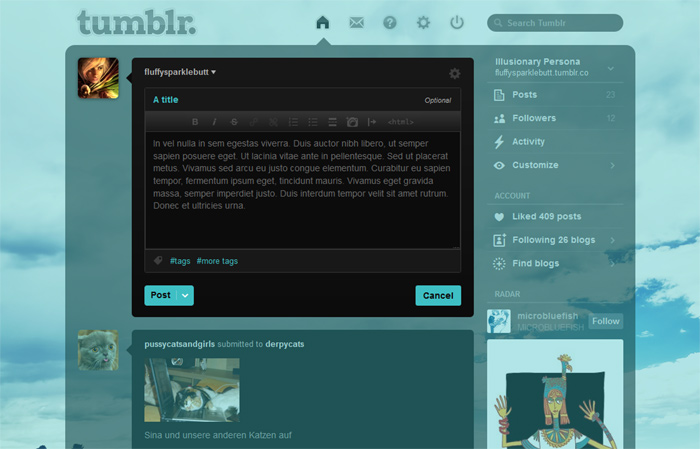 tumblr.
Search Tumblr
fluffysparklebutt
A title
Optional
B I S <html>
In vel nulla in sem egestas viverra. Duis auctor nibh libero, ut semper
sapien posuere eget. Ut lacinia vitae ante in pellentesque. Sed ut placerat
metus. Vivamus sed arcu eu justo congue elementum. Curabitur eu sapien
tempor, fermentum ipsum eget, tincidunt mauris. Vivamus eget gravida
massa, semper imperdiet justo. Duis interdum tempor velit sit amet rutrum.
Donec et ultricies urna.
#tags #more tags
Post
Cancel
pussycatsandgirls submitted to derpycats
Sina und unsere anderen Katzen auf
Illusionary Persona
fluffysparklebutt.tumblr.co
Posts 23
Followers 12
Activity
Customize
ACCOUNT
Liked 409 posts
Following 26 blogs
Find blogs
RADAR
microbluefish
MICROBLUEFISH
Follow